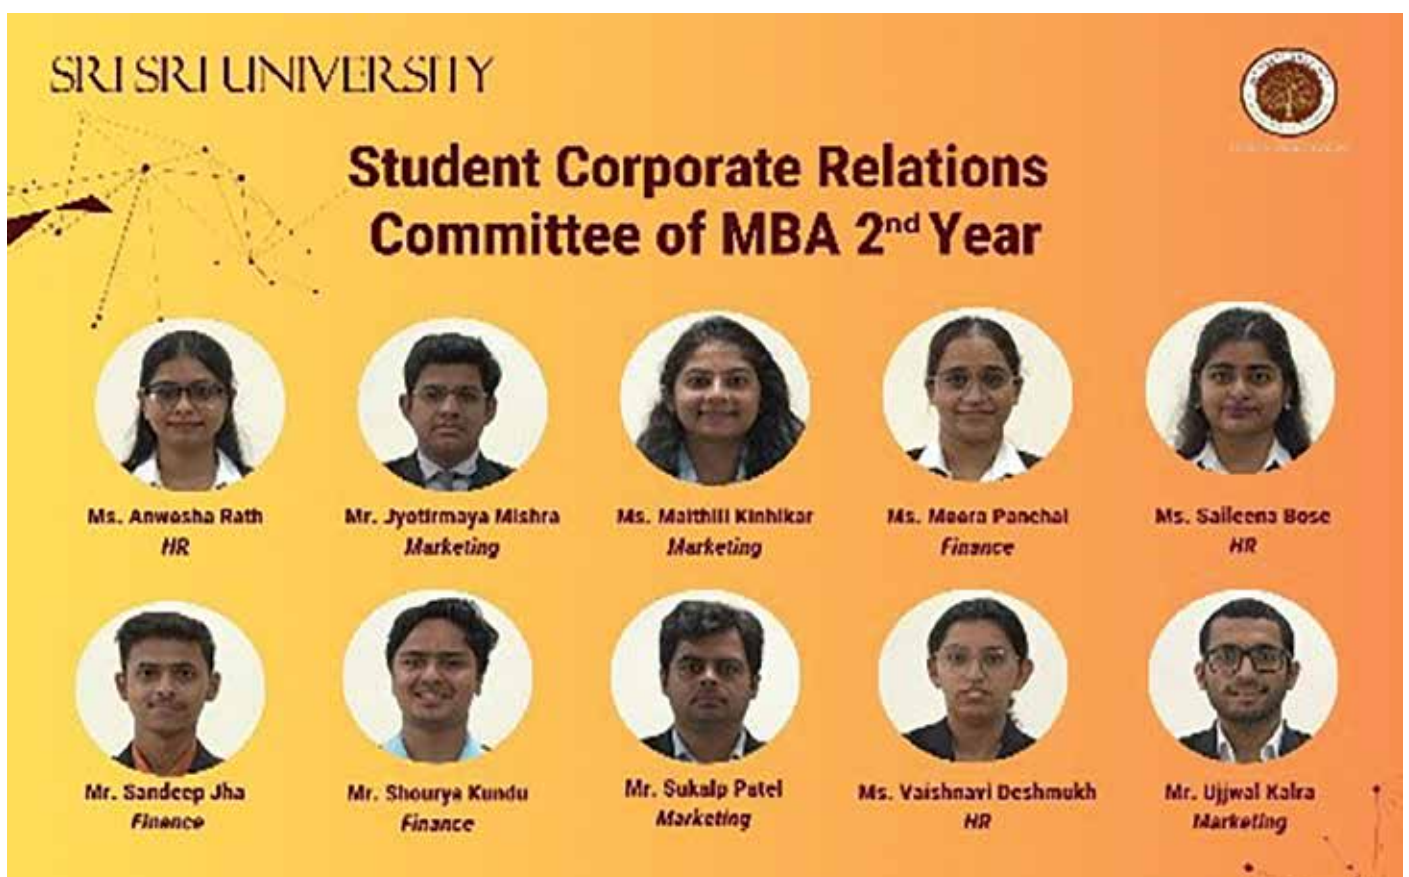 SRI SRI UNIVERSITY
Student Corporate Relations
Committee of MBA 2nd Year
Ms. Anwesha Rath
Mr. Jyotirmaya Mishra
Ms. Maithili Kinhikar
Ms. Meera Panchal
Ms. Saileena Bose
HR
Marketing
Marketing
Finance
HR
Mr. Sandeep Jha
Mr. Shourya Kundu
Mr. Sukalp Patel
Ms. Vaishnavi Deshmukh
Mr. Ujjwal Kalra
Finance
Finance
Marketing
HR
Marketing